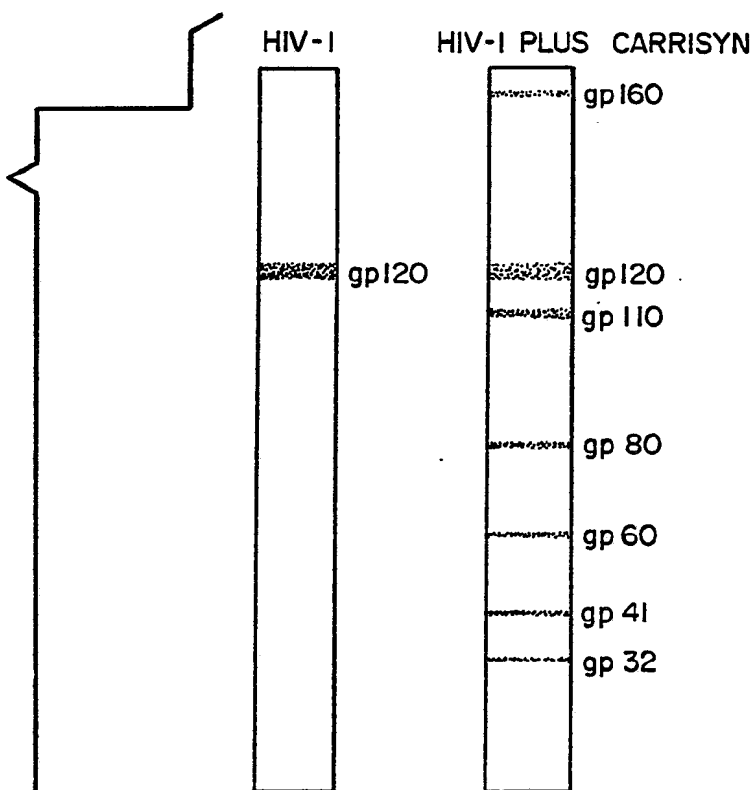 HIV-1
HIV-1 PLUS CARRISYN
gp160
gp120
gp120
gp 110
gp 80
gp 60
gp 41
gp 32